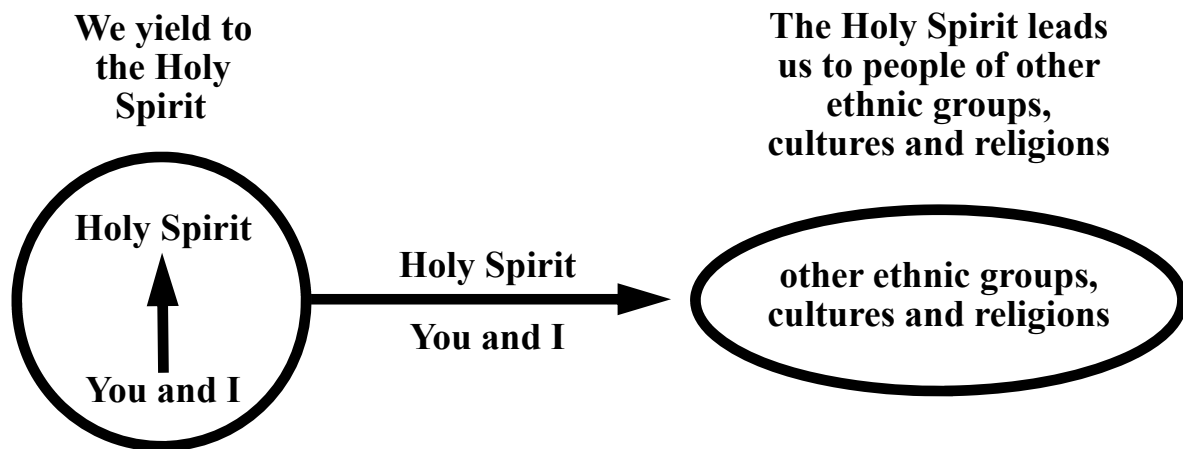 We yield to
the Holy
Spirit
The Holy Spirit leads
us to people of other
ethnic groups,
cultures and religions
Holy Spirit
You and I
Holy Spirit
You and I
other ethnic groups,
cultures and religions